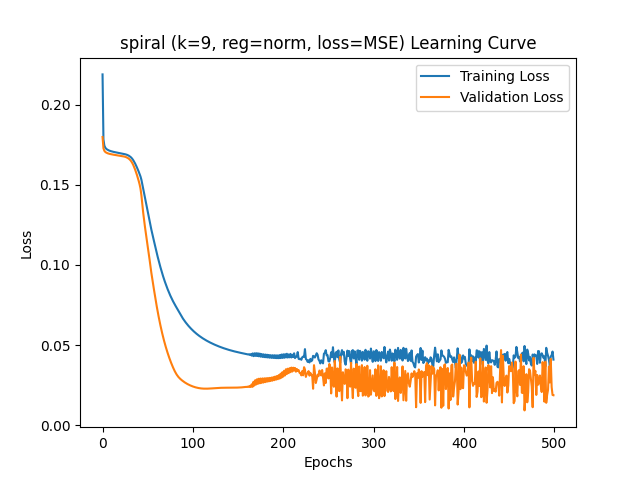 spiral (k=9, reg=norm, loss=MSE) Learning Curve
Training Loss
Validation Loss
0.20
0.15
0.10
0.05
0.00
Loss
0 100 200 300 400 500
Epochs